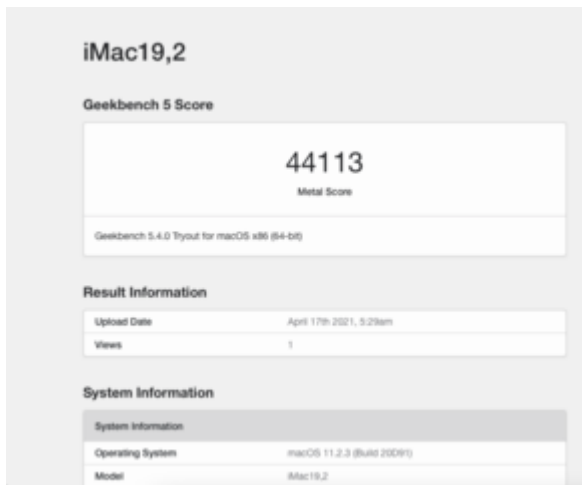 iMac19,2
Geekbench 5 Score
44113
Metal Score
Geekbench 5.4.0 Tryout for macOS x86 (64-bit)
Result Information
Upload Date April 17th 2021, 5:29am
Views 1
System Information
System Information
Operating System macOS 11.2.3 (Build 20D91)
Model iMac19,2